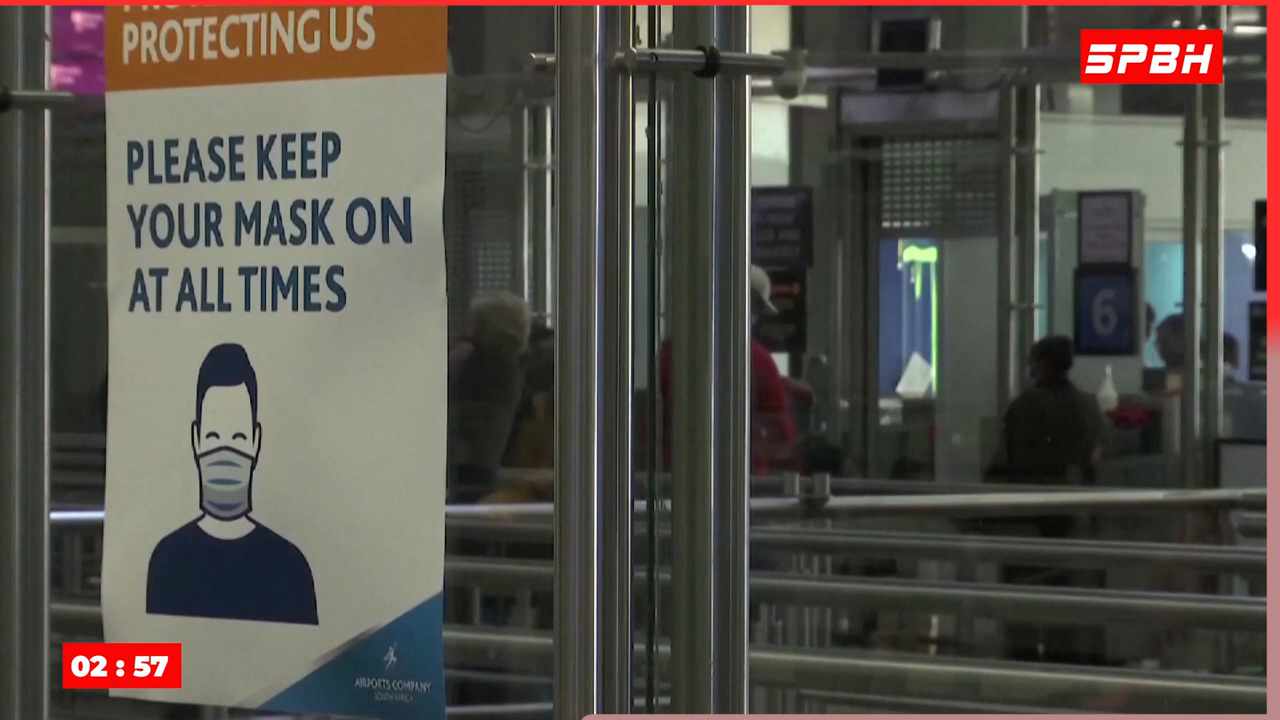 PROTECTING US
SPBH
PLEASE KEEP
YOUR MASK ON
AT ALL TIMES
6
02 : 57
AIRPORTS COMPANY
SOUTH AFRICA